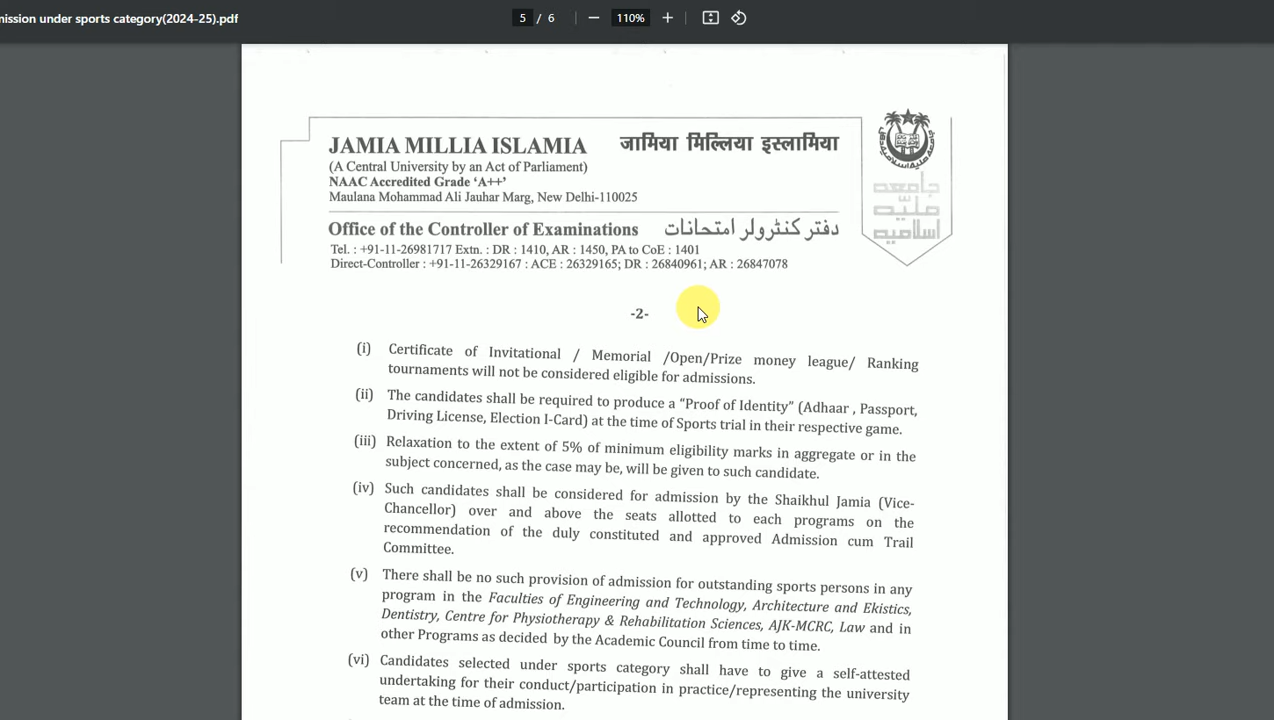 mission under sports category(2024-25).pdf
5 / 6
110%
JAMIA MILLIA ISLAMIA जामिया मिल्लिया इस्लामिया
(A Central University by an Act of Parliament)
NAAC Accredited Grade ‘A++’
Maulana Mohammad Ali Jauhar Marg, New Delhi-110025
جامعہ
ملیّہ
اسلامیہ
Office of the Controller of Examinations دفتر کنٹرولر امتحانات
Tel. : +91-11-26981717 Extn. : DR : 1410, AR : 1450, PA to CoE : 1401
Direct-Controller : +91-11-26329167 : ACE : 26329165; DR : 26840961; AR : 26847078
-2-
(i) Certificate of Invitational / Memorial /Open/Prize money league/ Ranking
tournaments will not be considered eligible for admissions.
(ii) The candidates shall be required to produce a “Proof of Identity” (Adhaar , Passport,
Driving License, Election I-Card) at the time of Sports trial in their respective game.
(iii) Relaxation to the extent of 5% of minimum eligibility marks in aggregate or in the
subject concerned, as the case may be, will be given to such candidate.
(iv) Such candidates shall be considered for admission by the Shaikhul Jamia (Vice-
Chancellor) over and above the seats allotted to each programs on the
recommendation of the duly constituted and approved Admission cum Trail
Committee.
(v) There shall be no such provision of admission for outstanding sports persons in any
program in the Faculties of Engineering and Technology, Architecture and Ekistics,
Dentistry, Centre for Physiotherapy & Rehabilitation Sciences, AJK-MCRC, Law and in
other Programs as decided by the Academic Council from time to time.
(vi) Candidates selected under sports category shall have to give a self-attested
undertaking for their conduct/participation in practice/representing the university
team at the time of admission.